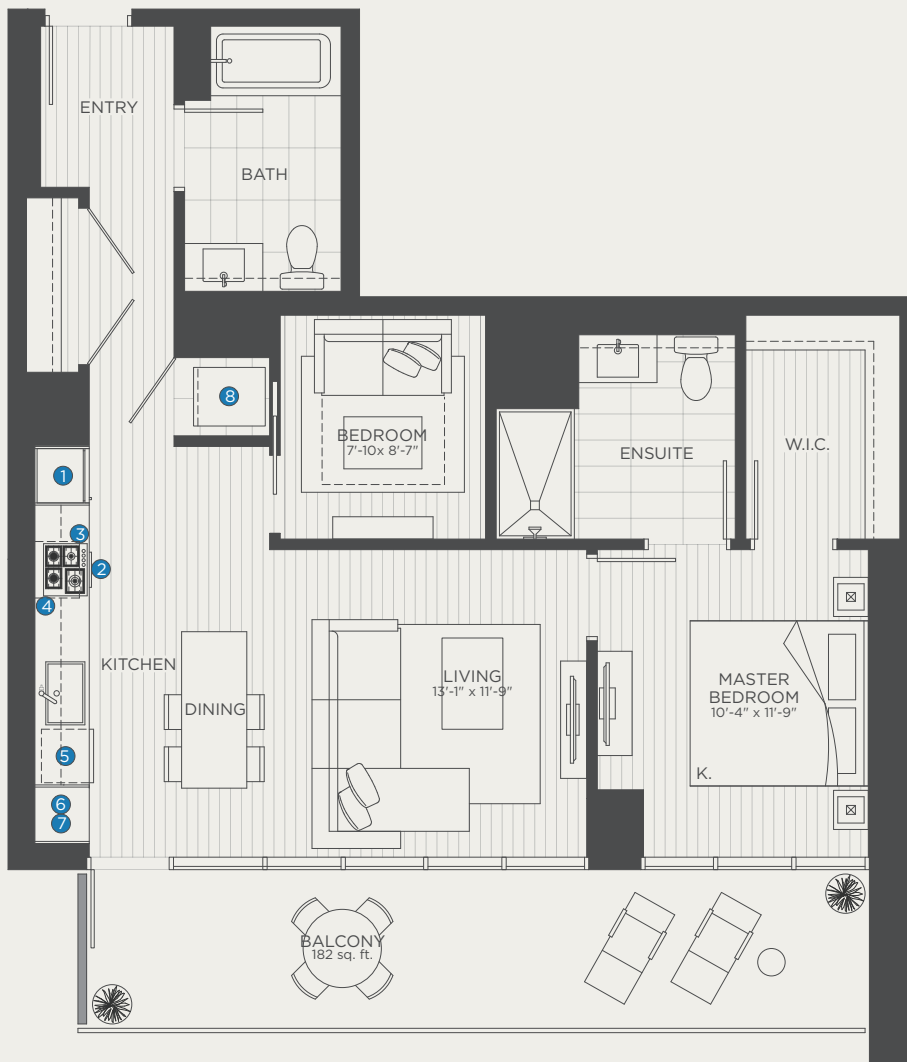 ENTRY
BATH
8
BEDROOM
7'-10x 8'-7"
ENSUITE
W.I.C.
1
3
2
4
KITCHEN
DINING
LIVING
13'-1" x 11'-9"
MASTER
BEDROOM
10'-4" x 11'-9"
K.
5
6
7
BALCONY
182 sq. ft.